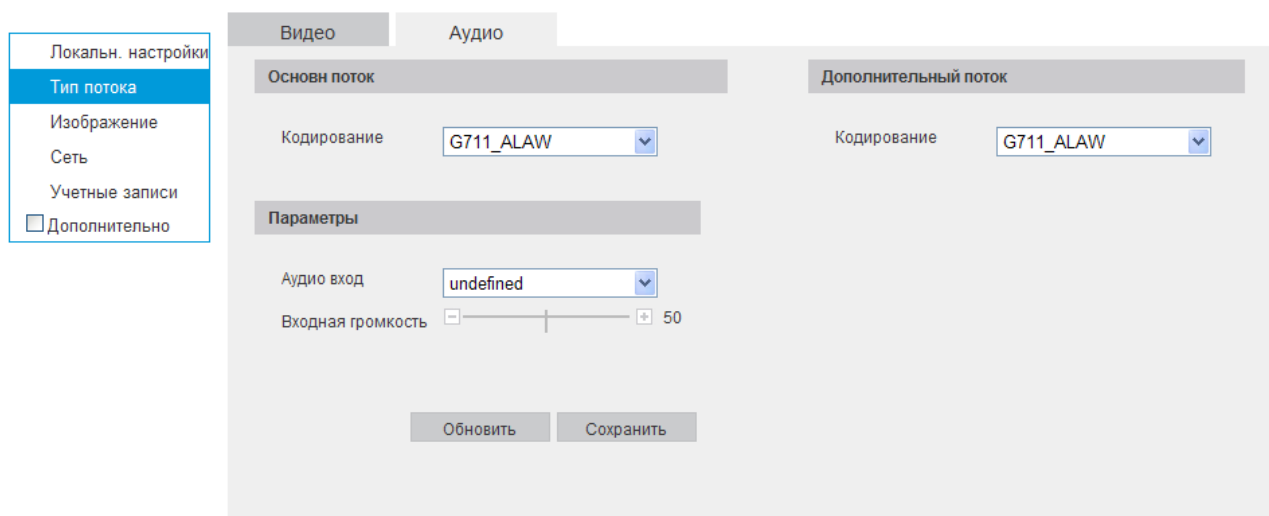 Локальн. настройки
Тип потока
Изображение
Сеть
Учетные записи
Дополнительно
Видео Аудио
Основн поток
Кодирование G711_ALAW
Дополнительный поток
Кодирование G711_ALAW
Параметры
Аудио вход undefined
Входная громкость 50
Обновить Сохранить